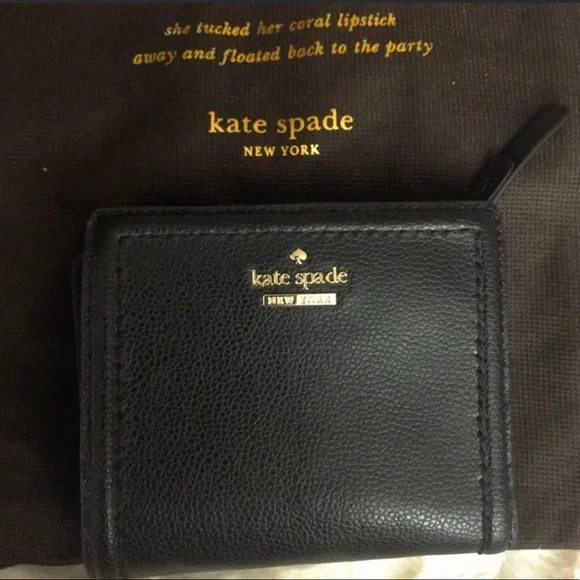 she tucked her coral lipstick
away and floated back to the party
kate spade
NEW YORK
kate spade
NEW YORK